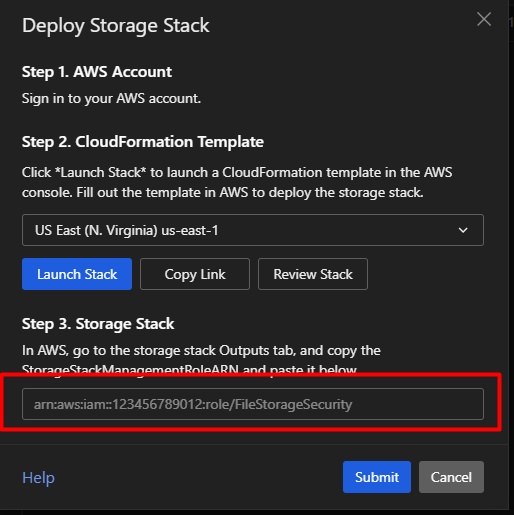 Deploy Storage Stack
Step 1. AWS Account
Sign in to your AWS account.
Step 2. CloudFormation Template
Click *Launch Stack* to launch a CloudFormation template in the AWS
console. Fill out the template in AWS to deploy the storage stack.
US East (N. Virginia) us-east-1
Launch Stack Copy Link Review Stack
Step 3. Storage Stack
In AWS, go to the storage stack Outputs tab, and copy the
StorageStackManagementRoleARN and paste it below.
arn:aws:iam::123456789012:role/FileStorageSecurity
Help Submit Cancel